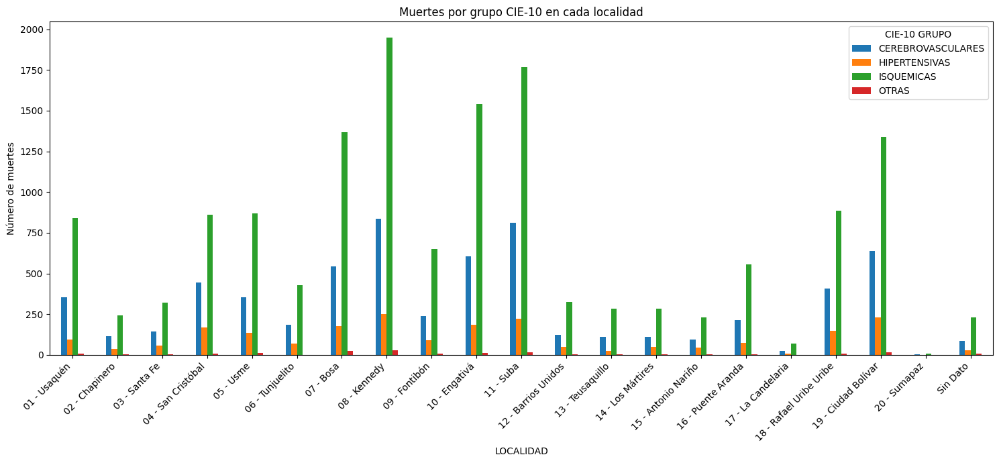 Muertes por grupo CIE-10 en cada localidad
CIE-10 GRUPO
CEREBROVASCULARES
HIPERTENSIVAS
ISQUEMICAS
OTRAS
Número de muertes
2000
1750
1500
1250
1000
750
500
250
0
01 - Usaquén
02 - Chapinero
03 - Santa Fe
04 - San Cristóbal
05 - Usme
06 - Tunjuelito
07 - Bosa
08 - Kennedy
09 - Fontibón
10 - Engativá
11 - Suba
12 - Barrios Unidos
13 - Teusaquillo
14 - Los Mártires
15 - Antonio Nariño
16 - Puente Aranda
17 - La Candelaria
18 - Rafael Uribe Uribe
19 - Ciudad Bolívar
20 - Sumapaz
Sin Dato
LOCALIDAD